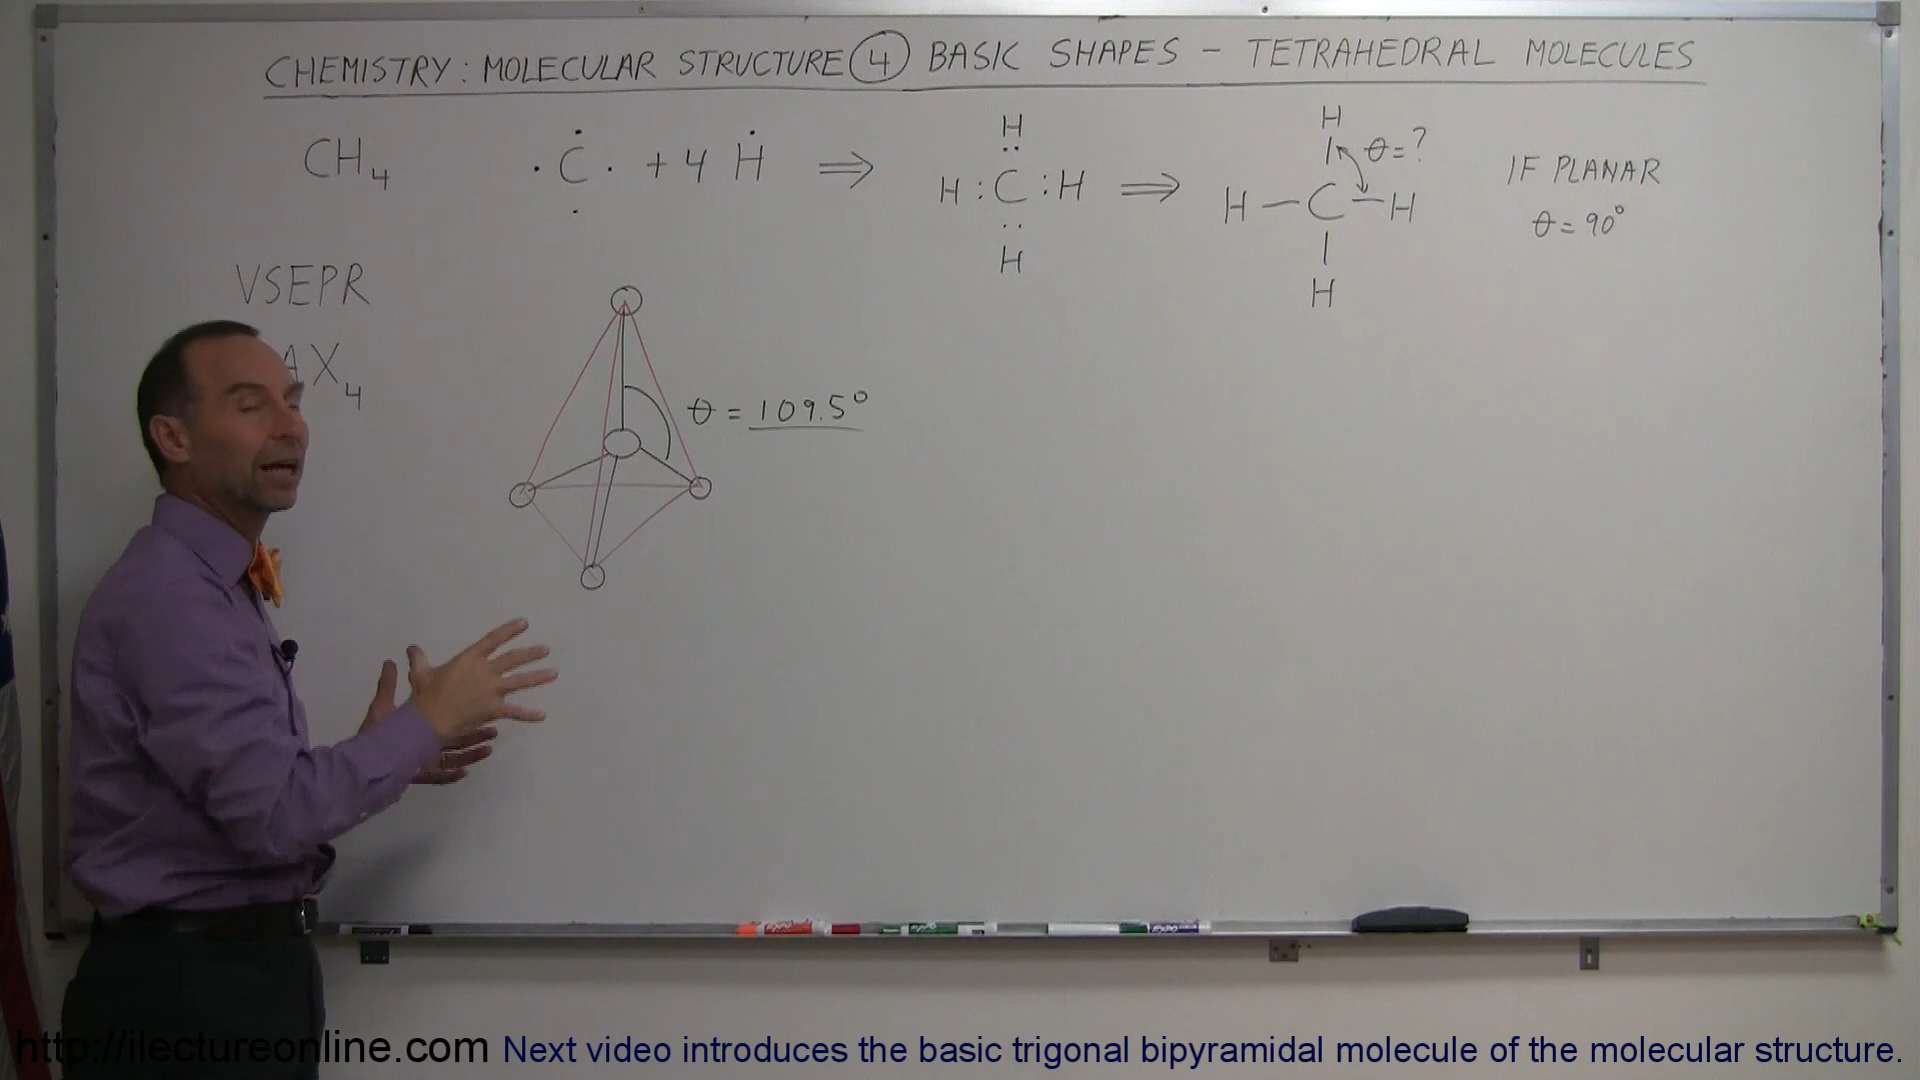 CHEMISTRY: MOLECULAR STRUCTURE ④ BASIC SHAPES - TETRAHEDRAL MOLECULES
CH₄
· C · + 4 H ⇒
H
H : C : H ⇒
H
H
θ = ?
H - C - H
H
IF PLANAR
θ = 90°
VSEPR
AX₄
θ = 109.5°
http://ilectureonline.com Next video introduces the basic trigonal bipyramidal molecule of the molecular structure.